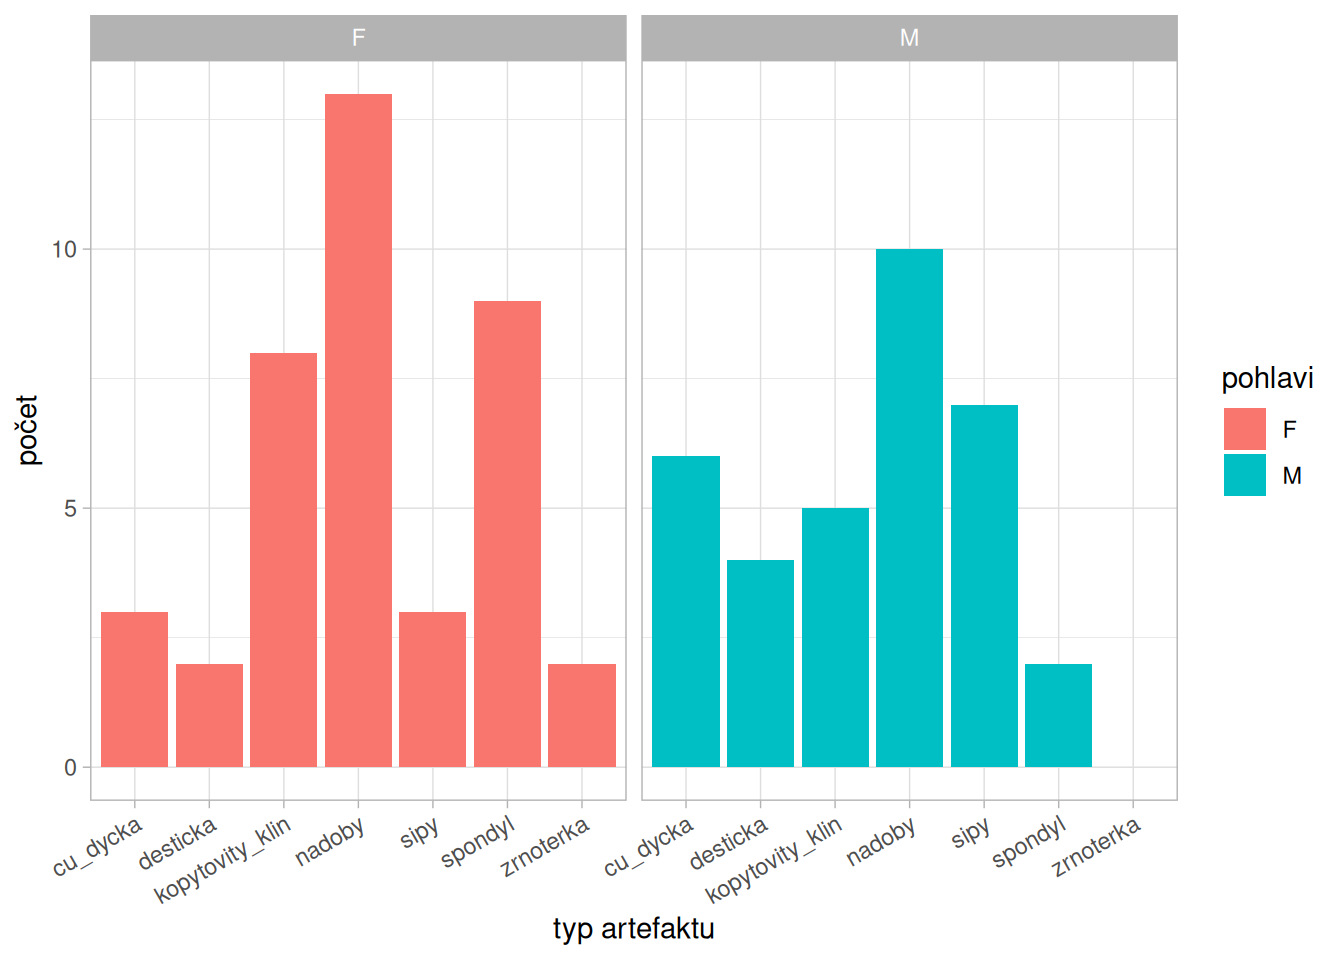 F
M
počet
10
5
0
cu_dycka
desticka
kopytovity_klin
nadoby
sipy
spondyl
zrnoterka
cu_dycka
desticka
kopytovity_klin
nadoby
sipy
spondyl
zrnoterka
typ artefaktu
pohlavi
F
M